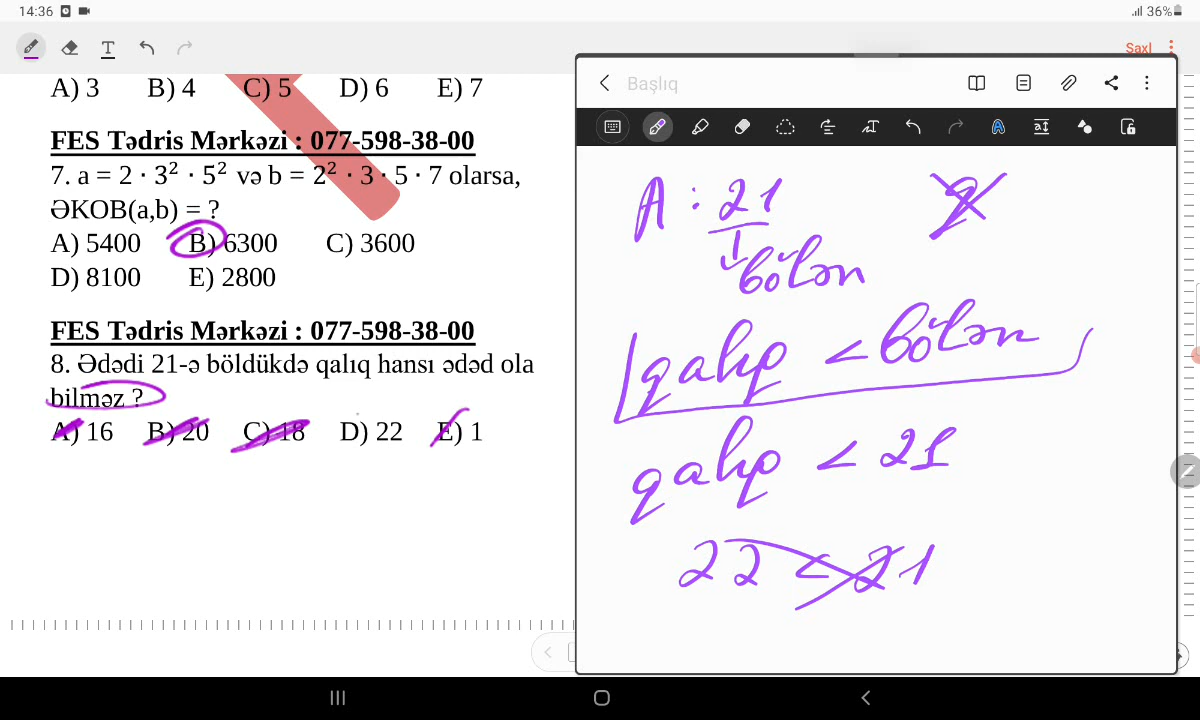 14:36
36%
Saxl
A) 3 B) 4 C) 5 D) 6 E) 7
FES Tədris Mərkəzi : 077-598-38-00
7. a = 2 · 3² · 5² və b = 2² · 3 · 5 · 7 olarsa,
ƏKOB(a,b) = ?
A) 5400 B) 6300 C) 3600
D) 8100 E) 2800
FES Tədris Mərkəzi : 077-598-38-00
8. Ədədi 21-ə böldükdə qalıq hansı ədəd ola
bilməz ?
A) 16 B) 20 C) 18 D) 22 E) 1
Başlıq
A : 21
bölən
qalıq < bölən
qalıq < 21
22 < 21